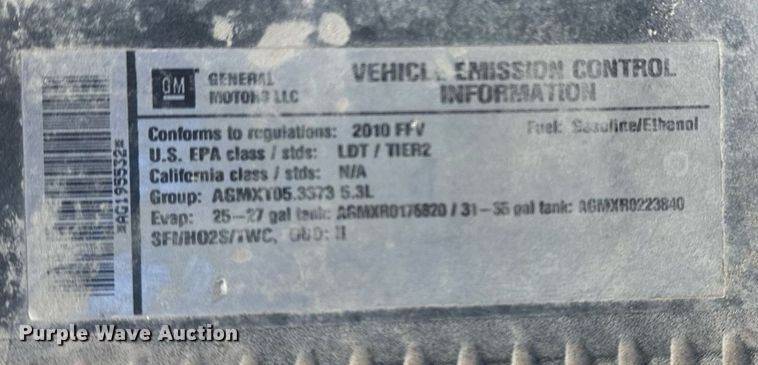 GM
GENERAL
MOTORS LLC
VEHICLE EMISSION CONTROL
INFORMATION
Conforms to regulations: 2010 FFV
Fuel: Gasoline/Ethanol
U.S. EPA class / stds: LDT / TIER2
California class / stds: N/A
Group: AGMXT05.3373 5.3L
Evap: 25-27 gal tank: AGMXR0176820 / 31-35 gal tank: AGMXR0223840
SFI/HO2S/TWC, OBD: II
*AG195532*
Purple Wave Auction